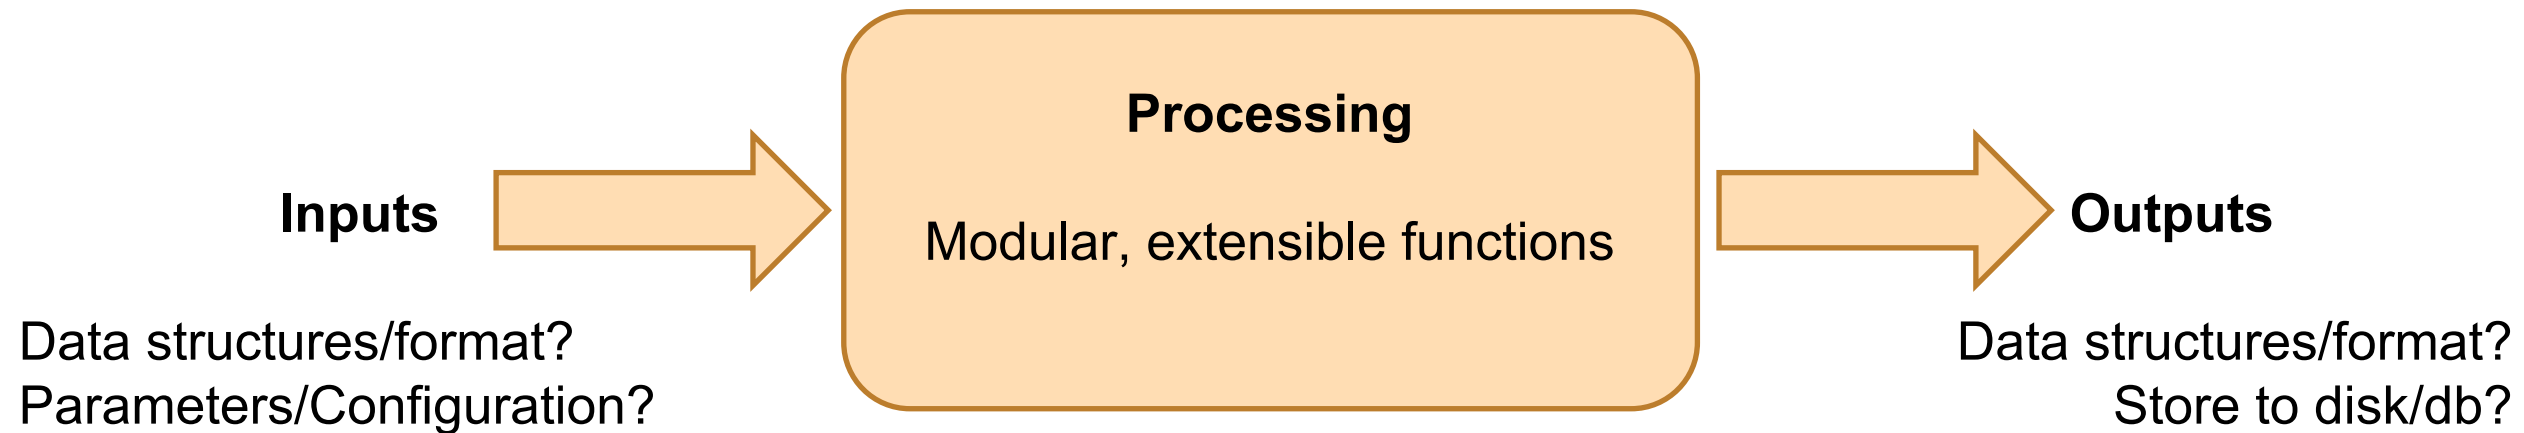 Inputs
Data structures/format?
Parameters/Configuration?
Processing
Modular, extensible functions
Outputs
Data structures/format?
Store to disk/db?